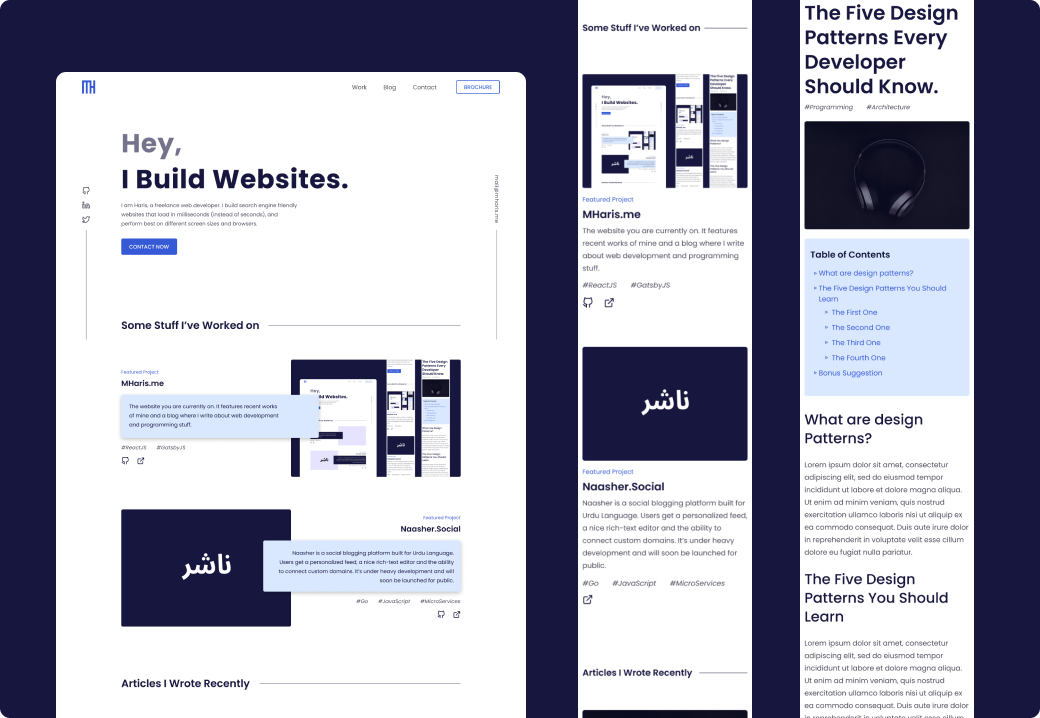 MH
Work Blog Contact BROCHURE
Hey,
I Build Websites.
I am Haris, a freelance web developer. I build search engine friendly
websites that load in milliseconds (instead of seconds), and
perform best on different screen sizes and browsers.
CONTACT NOW
mail@mharis.me
Some Stuff I've Worked on
Featured Project
MHaris.me
The website you are currently on. It features recent works
of mine and a blog where I write about web development
and programming stuff.
#ReactJS #GatsbyJS
ناشر
Featured Project
Naasher.Social
Naasher is a social blogging platform built for Urdu Language.
Users get a personalized feed, a nice rich-text editor and the ability
to connect custom domains. It's under heavy development and will
soon be launched for public.
#Go #JavaScript #MicroServices
Articles I Wrote Recently
Some Stuff I've Worked on
Hey,
I Build Websites.
Featured Project
MHaris.me
The website you are currently on. It features
recent works of mine and a blog where I write
about web development and programming
stuff.
#ReactJS #GatsbyJS
ناشر
Featured Project
Naasher.Social
Naasher is a social blogging platform built for
Urdu Language. Users get a personalized feed,
a nice rich-text editor and the ability to
connect custom domains. It's under heavy
development and will soon be launched for
public.
#Go #JavaScript #MicroServices
Articles I Wrote Recently
The Five Design
Patterns Every
Developer
Should Know.
#Programming #Architecture
Table of Contents
What are design patterns?
The Five Design Patterns You Should
Learn
The First One
The Second One
The Third One
The Fourth One
Bonus Suggestion
What are design
Patterns?
Lorem ipsum dolor sit amet, consectetur
adipiscing elit, sed do eiusmod tempor
incididunt ut labore et dolore magna aliqua.
Ut enim ad minim veniam, quis nostrud
exercitation ullamco laboris nisi ut aliquip ex
ea commodo consequat. Duis aute irure dolor
in reprehenderit in voluptate velit esse cillum
dolore eu fugiat nulla pariatur.
The Five Design
Patterns You Should
Learn
Lorem ipsum dolor sit amet, consectetur
adipiscing elit, sed do eiusmod tempor
incididunt ut labore et dolore magna aliqua.
Ut enim ad minim veniam, quis nostrud
exercitation ullamco laboris nisi ut aliquip ex
ea commodo consequat. Duis aute irure dolor